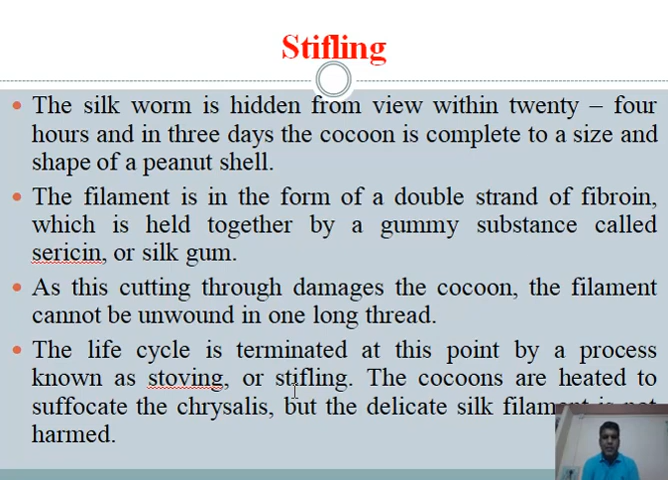 Stifling
The silk worm is hidden from view within twenty – four
hours and in three days the cocoon is complete to a size and
shape of a peanut shell.
The filament is in the form of a double strand of fibroin,
which is held together by a gummy substance called
sericin, or silk gum.
As this cutting through damages the cocoon, the filament
cannot be unwound in one long thread.
The life cycle is terminated at this point by a process
known as stoving, or stifling. The cocoons are heated to
suffocate the chrysalis, but the delicate silk filament is not
harmed.